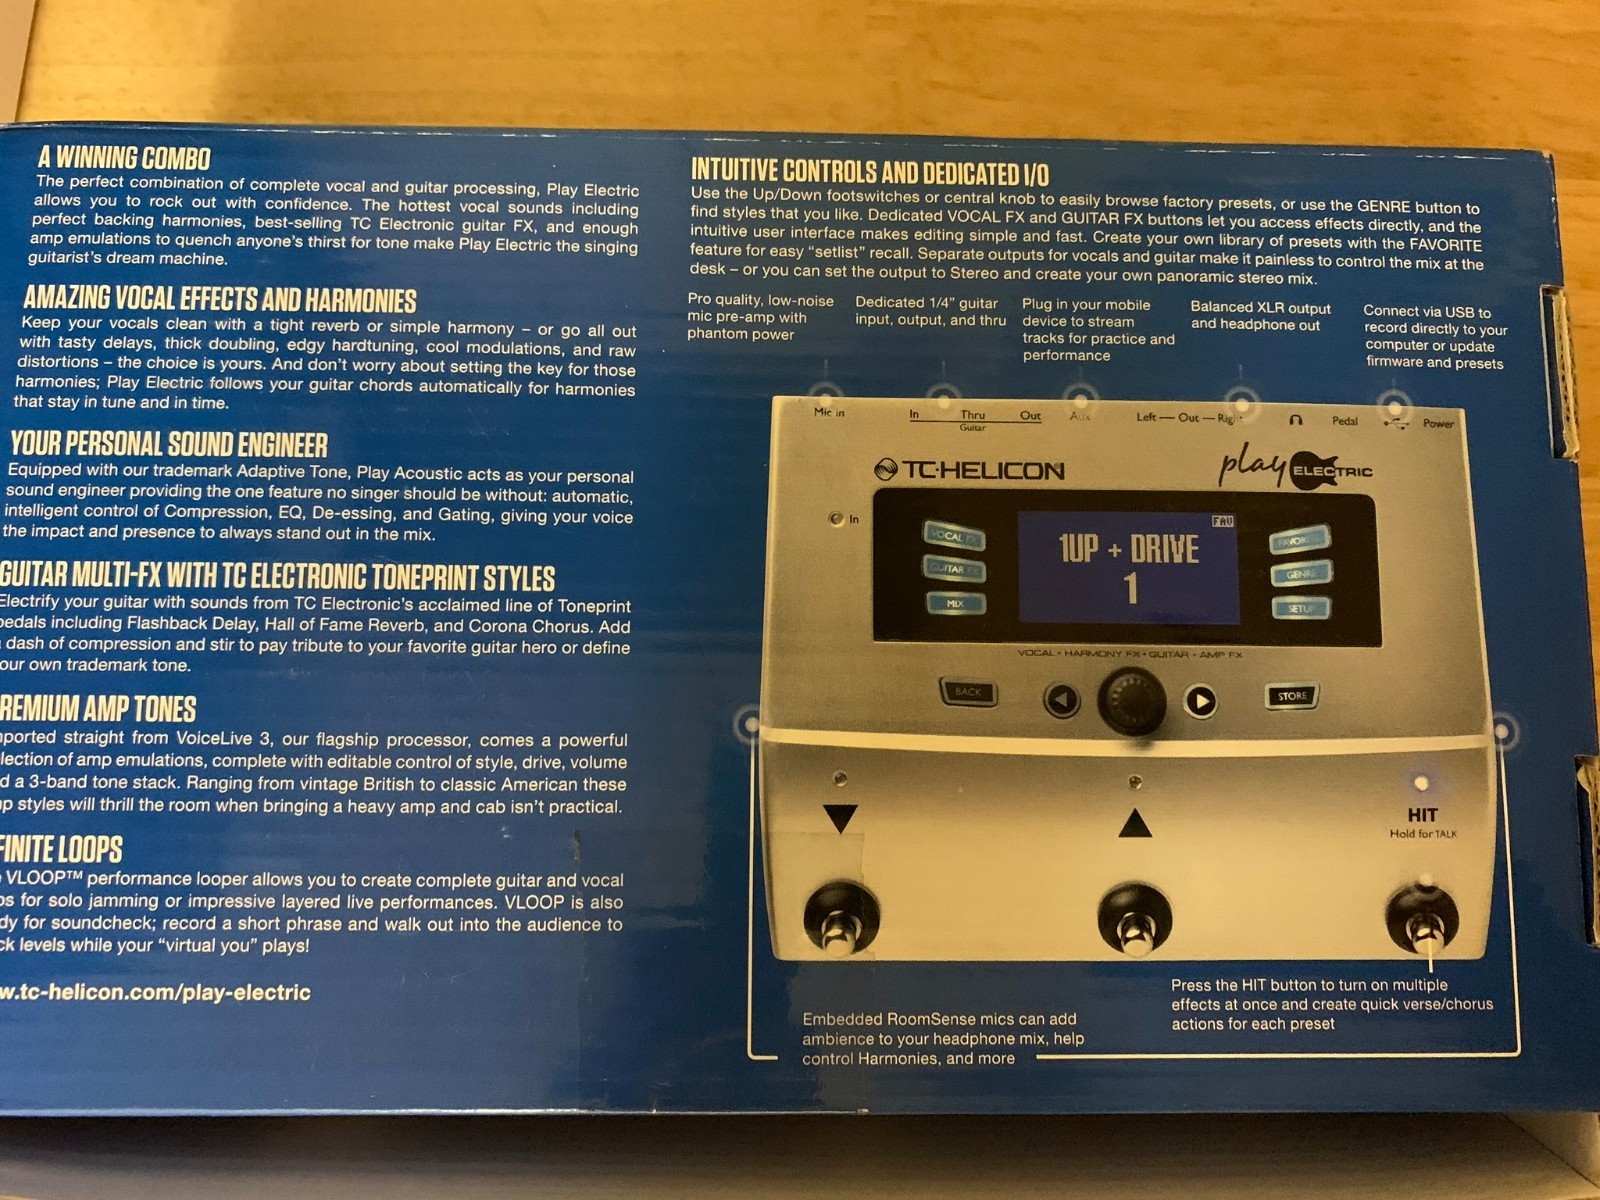 A WINNING COMBO
The perfect combination of complete vocal and guitar processing, Play Electric
allows you to rock out with confidence. The hottest vocal sounds including
perfect backing harmonies, best-selling TC Electronic guitar FX, and enough
amp emulations to quench anyone's thirst for tone make Play Electric the singing
guitarist's dream machine.
AMAZING VOCAL EFFECTS AND HARMONIES
Keep your vocals clean with a tight reverb or simple harmony – or go all out
with tasty delays, thick doubling, edgy hardtuning, cool modulations, and raw
distortions – the choice is yours. And don't worry about setting the key for those
harmonies; Play Electric follows your guitar chords automatically for harmonies
that stay in tune and in time.
YOUR PERSONAL SOUND ENGINEER
Equipped with our trademark Adaptive Tone, Play Acoustic acts as your personal
sound engineer providing the one feature no singer should be without: automatic,
intelligent control of Compression, EQ, De-essing, and Gating, giving your voice
the impact and presence to always stand out in the mix.
GUITAR MULTI-FX WITH TC ELECTRONIC TONEPRINT STYLES
Electrify your guitar with sounds from TC Electronic's acclaimed line of Toneprint
pedals including Flashback Delay, Hall of Fame Reverb, and Corona Chorus. Add
dash of compression and stir to pay tribute to your favorite guitar hero or define
our own trademark tone.
REMIUM AMP TONES
ported straight from VoiceLive 3, our flagship processor, comes a powerful
lection of amp emulations, complete with editable control of style, drive, volume
d a 3-band tone stack. Ranging from vintage British to classic American these
p styles will thrill the room when bringing a heavy amp and cab isn't practical.
FINITE LOOPS
VLOOP™ performance looper allows you to create complete guitar and vocal
ps for solo jamming or impressive layered live performances. VLOOP is also
dy for soundcheck; record a short phrase and walk out into the audience to
ck levels while your "virtual you" plays!
w.tc-helicon.com/play-electric
INTUITIVE CONTROLS AND DEDICATED I/O
Use the Up/Down footswitches or central knob to easily browse factory presets, or use the GENRE button to
find styles that you like. Dedicated VOCAL FX and GUITAR FX buttons let you access effects directly, and the
intuitive user interface makes editing simple and fast. Create your own library of presets with the FAVORITE
feature for easy "setlist" recall. Separate outputs for vocals and guitar make it painless to control the mix at the
desk – or you can set the output to Stereo and create your own panoramic stereo mix.
Pro quality, low-noise
mic pre-amp with
phantom power
Dedicated 1/4" guitar
input, output, and thru
Plug in your mobile
device to stream
tracks for practice and
performance
Balanced XLR output
and headphone out
Connect via USB to
record directly to your
computer or update
firmware and presets
Mic in
In Thru Out
Guitar
Aux
Left — Out — Right
Pedal
Power
TC·HELICON
play ELECTRIC
In
VOCAL FX
GUITAR FX
MIX
FAV
1UP + DRIVE
1
FAVORITE
GENRE
SETUP
VOCAL • HARMONY FX • GUITAR • AMP FX
BACK
STORE
HIT
Hold for TALK
Press the HIT button to turn on multiple
effects at once and create quick verse/chorus
actions for each preset
Embedded RoomSense mics can add
ambience to your headphone mix, help
control Harmonies, and more